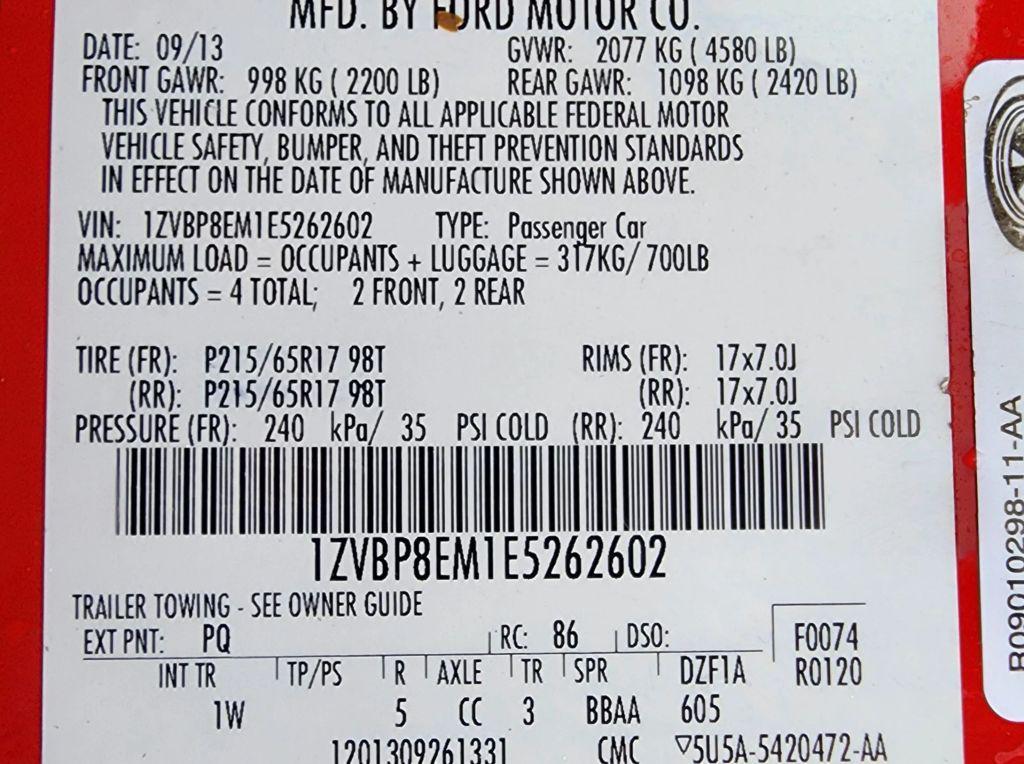 MFD. BY FORD MOTOR CO.
DATE: 09/13 GVWR: 2077 KG ( 4580 LB)
FRONT GAWR: 998 KG ( 2200 LB) REAR GAWR: 1098 KG ( 2420 LB)
THIS VEHICLE CONFORMS TO ALL APPLICABLE FEDERAL MOTOR
VEHICLE SAFETY, BUMPER, AND THEFT PREVENTION STANDARDS
IN EFFECT ON THE DATE OF MANUFACTURE SHOWN ABOVE.
VIN: 1ZVBP8EM1E5262602 TYPE: Passenger Car
MAXIMUM LOAD = OCCUPANTS + LUGGAGE = 317KG/ 700LB
OCCUPANTS = 4 TOTAL; 2 FRONT, 2 REAR
TIRE (FR): P215/65R17 98T RIMS (FR): 17x7.0J
(RR): P215/65R17 98T (RR): 17x7.0J
PRESSURE (FR): 240 kPa/ 35 PSI COLD (RR): 240 kPa/ 35 PSI COLD
1ZVBP8EM1E5262602
TRAILER TOWING - SEE OWNER GUIDE
EXT PNT: PQ RC: 86 DSO: F0074
INT TR TP/PS R AXLE TR SPR DZF1A R0120
1W 5 CC 3 BBAA 605
1201309261331 CMC ▽5U5A-5420472-AA
B09010298-11-AA